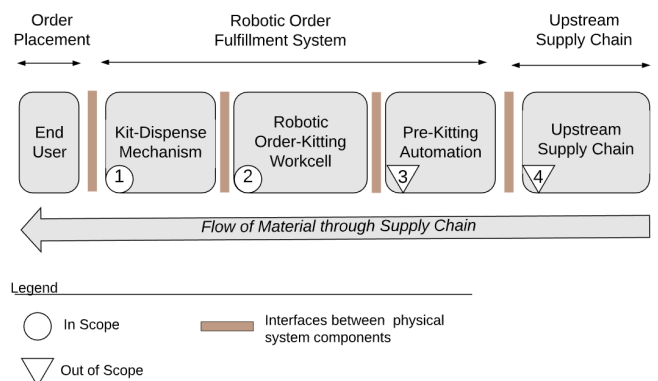 Order
Placement
Robotic Order
Fulfillment System
Upstream
Supply Chain
End
User
Kit-Dispense
Mechanism
1
Robotic
Order-Kitting
Workcell
2
Pre-Kitting
Automation
3
Upstream
Supply Chain
4
Flow of Material through Supply Chain
Legend
In Scope
Interfaces between physical
system components
Out of Scope